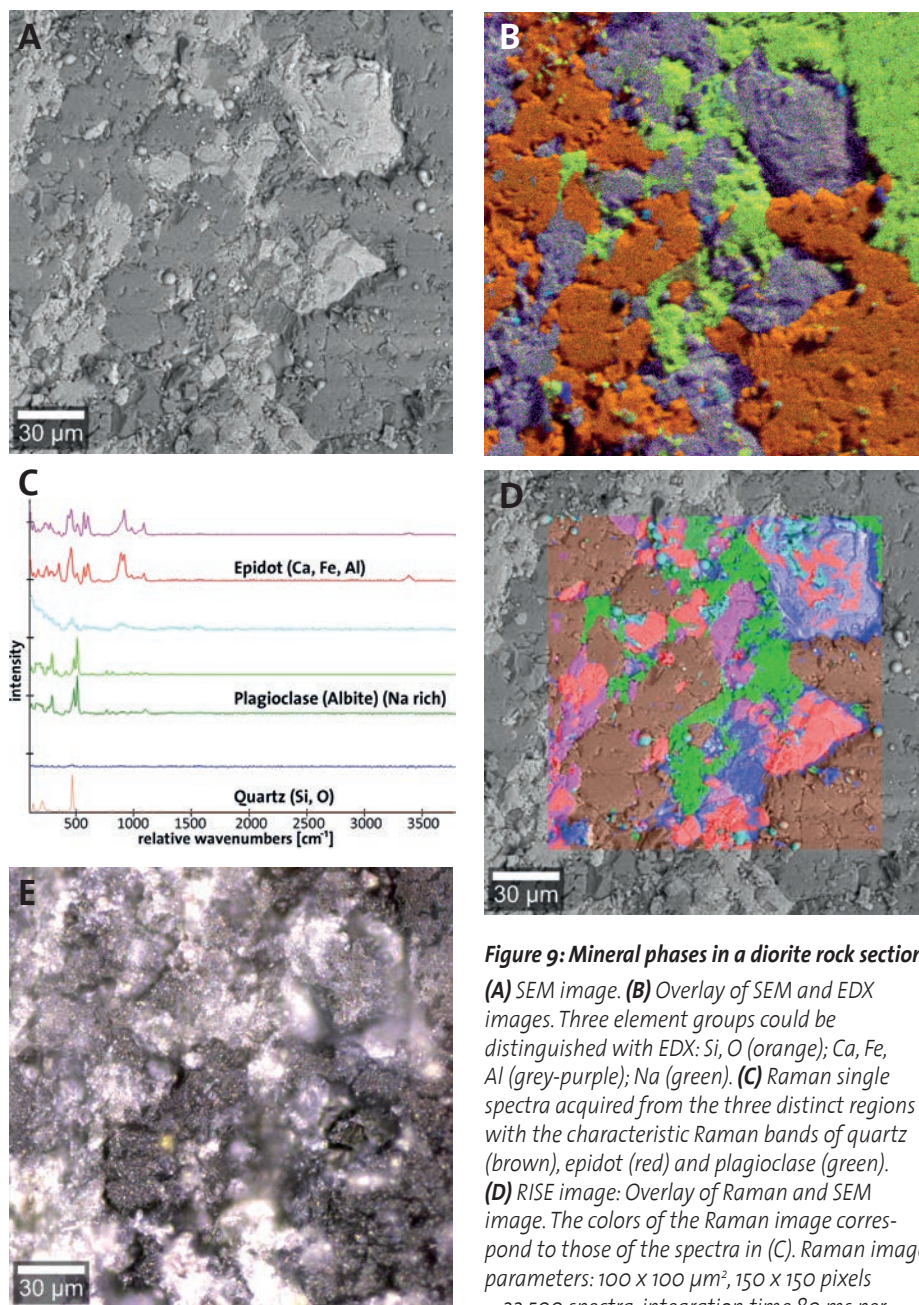 A
30 µm
B
C
Epidot (Ca, Fe, Al)
Plagioclase (Albite) (Na rich)
Quartz (Si, O)
intensity
500 1000 1500 2000 2500 3000 3500
relative wavenumbers [cm-1]
D
30 µm
E
30 µm
Figure 9: Mineral phases in a diorite rock section
(A) SEM image. (B) Overlay of SEM and EDX
images. Three element groups could be
distinguished with EDX: Si, O (orange); Ca, Fe,
Al (grey-purple); Na (green). (C) Raman single
spectra acquired from the three distinct regions
with the characteristic Raman bands of quartz
(brown), epidot (red) and plagioclase (green).
(D) RISE image: Overlay of Raman and SEM
image. The colors of the Raman image corres-
pond to those of the spectra in (C). Raman image
parameters: 100 x 100 µm², 150 x 150 pixels